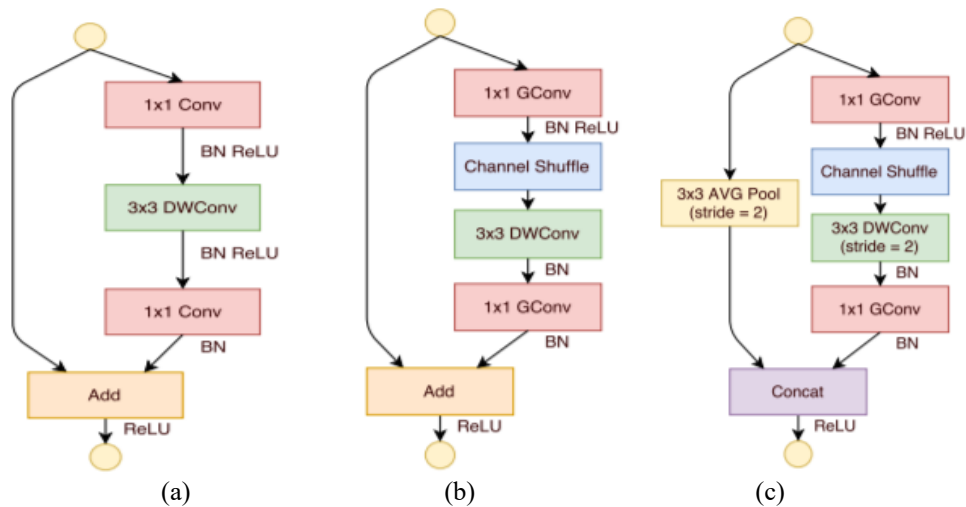 1x1 Conv
BN ReLU
3x3 DWConv
BN ReLU
1x1 Conv
BN
Add
ReLU
(a)
1x1 GConv
BN ReLU
Channel Shuffle
3x3 DWConv
BN
1x1 GConv
BN
Add
ReLU
(b)
1x1 GConv
BN ReLU
Channel Shuffle
3x3 AVG Pool
(stride = 2)
3x3 DWConv
(stride = 2)
BN
1x1 GConv
BN
Concat
ReLU
(c)